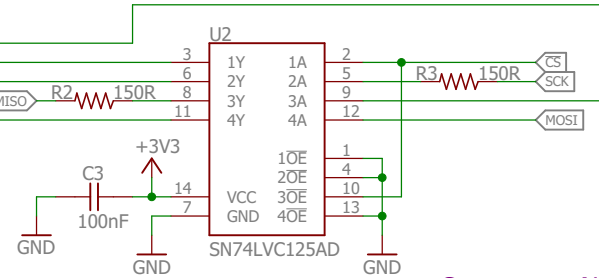 U2
3 1Y 1A 2 CS
6 2Y 2A 5 R3 150R SCK
MISO R2 150R 8 3Y 3A 9
11 4Y 4A 12 MOSI
+3V3 1OE 1
C3 2OE 4
14 VCC 3OE 10
100nF 7 GND 4OE 13
GND SN74LVC125AD
GND GND